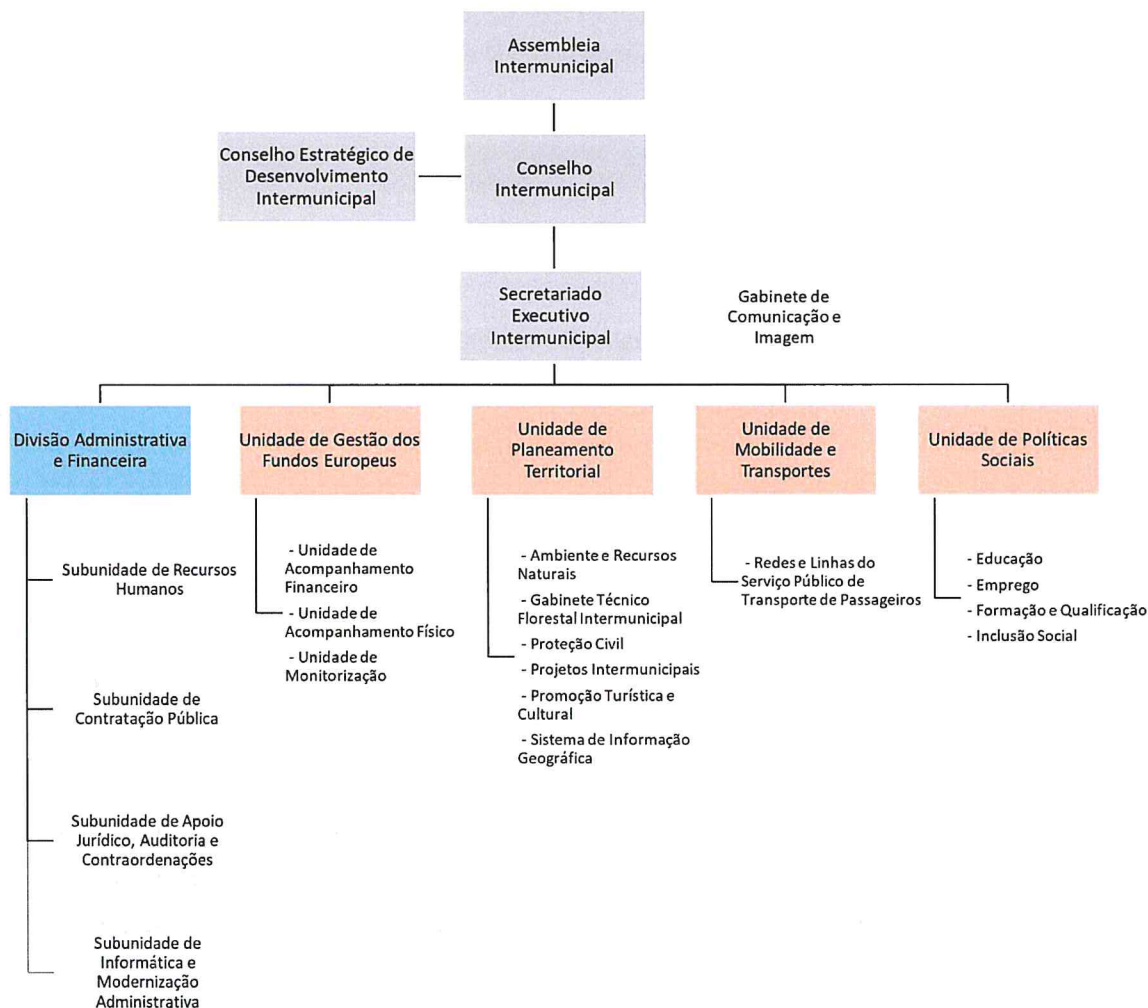 Assembleia
Intermunicipal
Conselho Estratégico de
Desenvolvimento
Intermunicipal
Conselho
Intermunicipal
Secretariado
Executivo
Intermunicipal
Gabinete de
Comunicação e
Imagem
Divisão Administrativa
e Financeira
Unidade de Gestão dos
Fundos Europeus
Unidade de
Planeamento
Territorial
Unidade de
Mobilidade e
Transportes
Unidade de Políticas
Sociais
Subunidade de Recursos
Humanos
Subunidade de
Contratação Pública
Subunidade de Apoio
Jurídico, Auditoria e
Contraordenações
Subunidade de
Informática e
Modernização
Administrativa
- Unidade de
Acompanhamento
Financeiro
- Unidade de
Acompanhamento Físico
- Unidade de
Monitorização
- Ambiente e Recursos
Naturais
- Gabinete Técnico
Florestal Intermunicipal
- Proteção Civil
- Projetos Intermunicipais
- Promoção Turística e
Cultural
- Sistema de Informação
Geográfica
- Redes e Linhas do
Serviço Público de
Transporte de Passageiros
- Educação
- Emprego
- Formação e Qualificação
- Inclusão Social